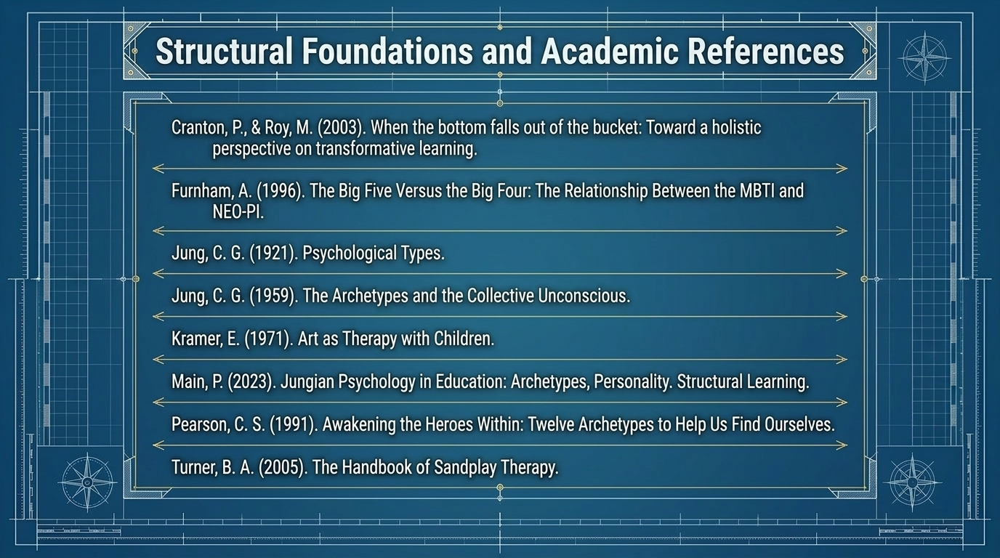 Structural Foundations and Academic References
Cranton, P., & Roy, M. (2003). When the bottom falls out of the bucket: Toward a holistic
perspective on transformative learning.
Furnham, A. (1996). The Big Five Versus the Big Four: The Relationship Between the MBTI and
NEO-PI.
Jung, C. G. (1921). Psychological Types.
Jung, C. G. (1959). The Archetypes and the Collective Unconscious.
Kramer, E. (1971). Art as Therapy with Children.
Main, P. (2023). Jungian Psychology in Education: Archetypes, Personality. Structural Learning.
Pearson, C. S. (1991). Awakening the Heroes Within: Twelve Archetypes to Help Us Find Ourselves.
Turner, B. A. (2005). The Handbook of Sandplay Therapy.